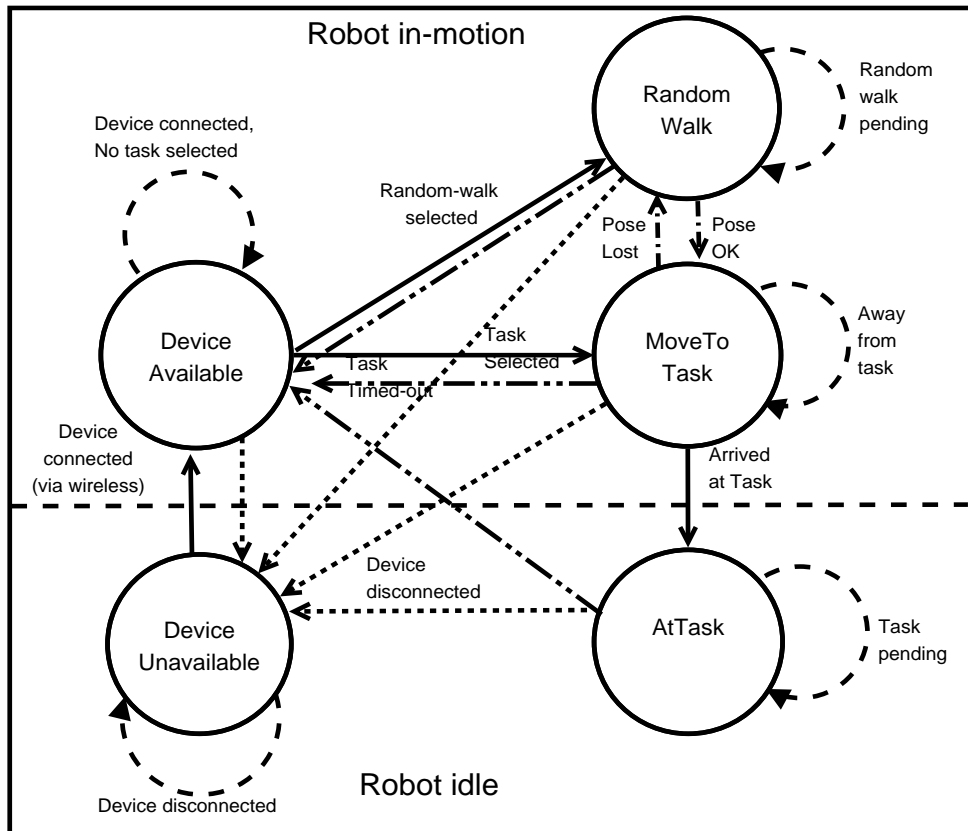 Robot in-motion
Random
Walk
Random
walk
pending
Device connected,
No task selected
Random-walk
selected
Pose
Lost
Pose
OK
Device
Available
Task
Selected
Task
Timed-out
MoveTo
Task
Away
from
task
Device
connected
(via wireless)
Arrived
at Task
Device
Unavailable
Device
disconnected
AtTask
Task
pending
Device disconnected
Robot idle